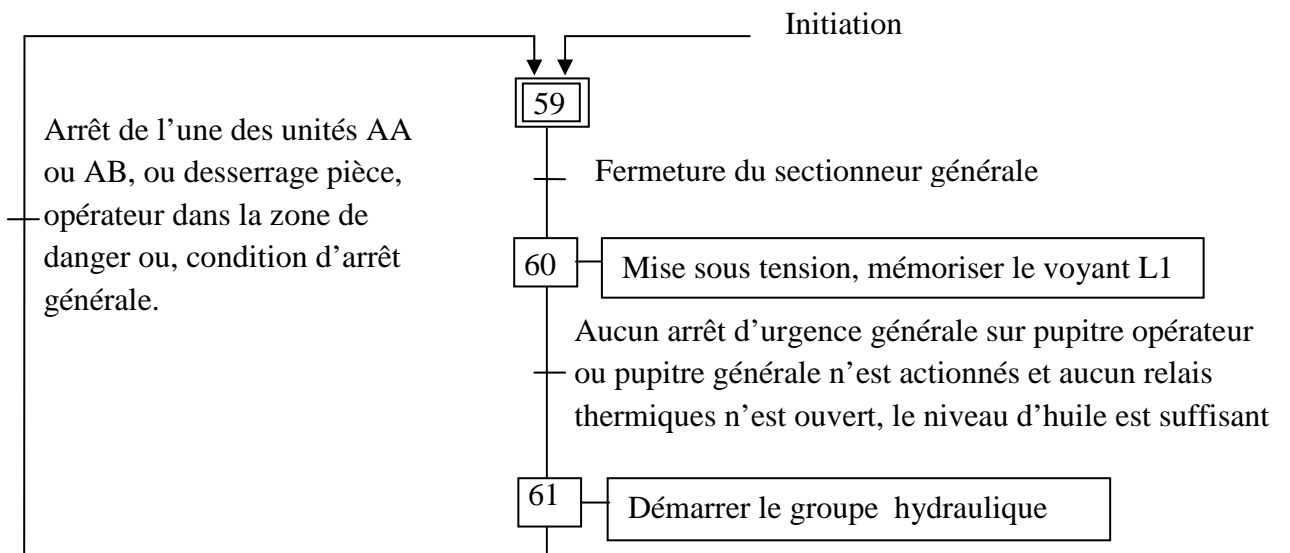 Initiation
59
Arrêt de l’une des unités AA
ou AB, ou desserrage pièce,
opérateur dans la zone de
danger ou, condition d’arrêt
générale.
Fermeture du sectionneur générale
60
Mise sous tension, mémoriser le voyant L1
Aucun arrêt d’urgence générale sur pupitre opérateur
ou pupitre générale n’est actionnés et aucun relais
thermiques n’est ouvert, le niveau d’huile est suffisant
61
Démarrer le groupe hydraulique